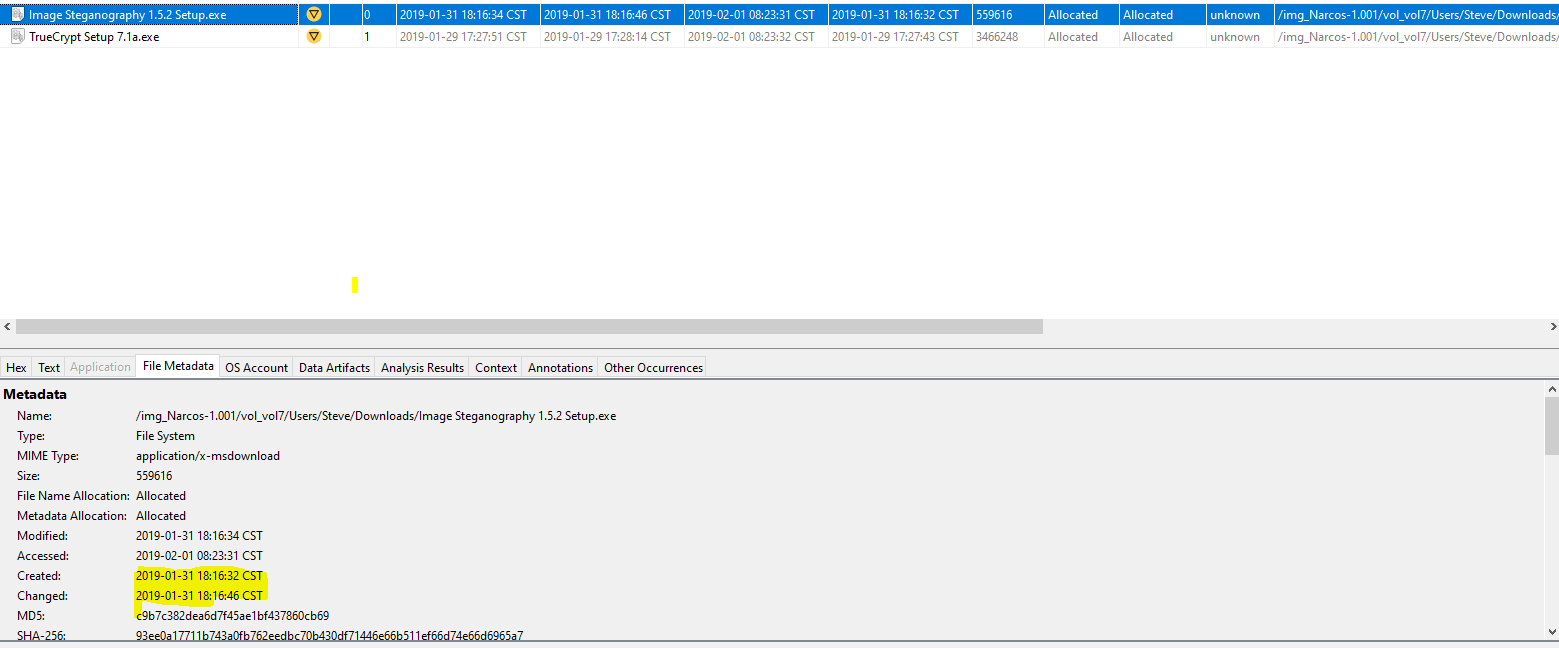 Image Steganography 1.5.2 Setup.exe 0 2019-01-31 18:16:34 CST 2019-01-31 18:16:46 CST 2019-02-01 08:23:31 CST 2019-01-31 18:16:32 CST 559616 Allocated Allocated unknown /img_Narcos-1.001/vol_vol7/Users/Steve/Downloads/
TrueCrypt Setup 7.1a.exe 1 2019-01-29 17:27:51 CST 2019-01-29 17:28:14 CST 2019-02-01 08:23:32 CST 2019-01-29 17:27:43 CST 3466248 Allocated Allocated unknown /img_Narcos-1.001/vol_vol7/Users/Steve/Downloads/
Hex Text Application File Metadata OS Account Data Artifacts Analysis Results Context Annotations Other Occurrences
Metadata
Name: /img_Narcos-1.001/vol_vol7/Users/Steve/Downloads/Image Steganography 1.5.2 Setup.exe
Type: File System
MIME Type: application/x-msdownload
Size: 559616
File Name Allocation: Allocated
Metadata Allocation: Allocated
Modified: 2019-01-31 18:16:34 CST
Accessed: 2019-02-01 08:23:31 CST
Created: 2019-01-31 18:16:32 CST
Changed: 2019-01-31 18:16:46 CST
MD5: c9b7c382dea6d7f45ae1bf437860cb69
SHA-256: 93ee0a17711b743a0fb762eedbc70b430df71446e66b511ef66d74e66d6965a7